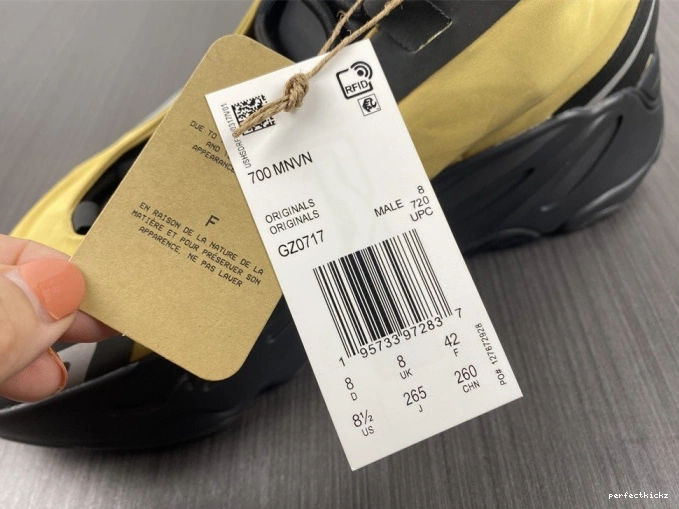 DUE TO
AND
APPEARANCE
F
EN RAISON DE LA NATURE DE LA
MATIÈRE ET POUR PRÉSERVER SON
APPARENCE, NE PAS LAVER
RFID
700 MNVN
ORIGINALS
ORIGINALS
GZ0717
MALE
8
720
UPC
1 95733 97283 7
8
D
8
UK
42
F
8½
US
265
J
260
CHN
PO# 127872928
perfectkickz